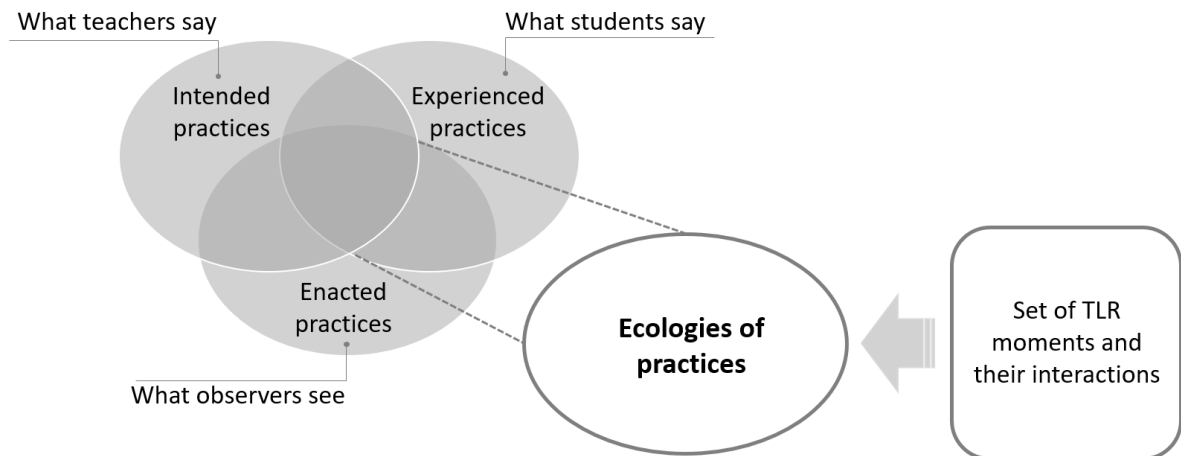 What teachers say
What students say
Intended
practices
Experienced
practices
Enacted
practices
What observers see
Ecologies of
practices
Set of TLR
moments and
their interactions